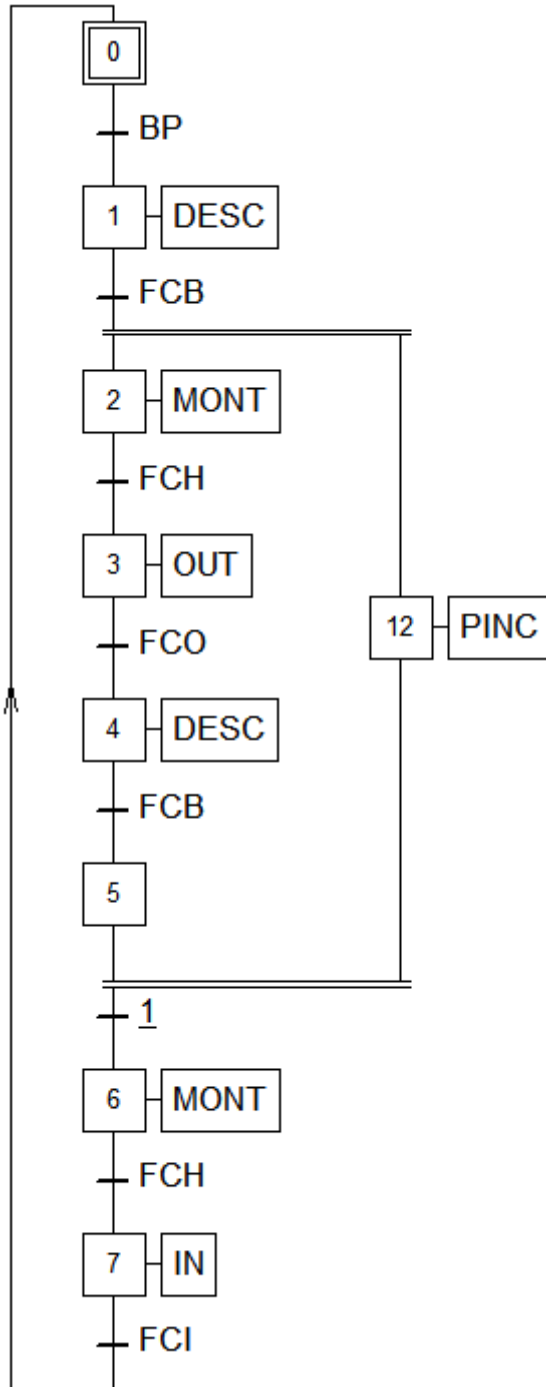 0
BP
1 DESC
FCB
2 MONT
FCH
3 OUT
12 PINC
FCO
4 DESC
FCB
5
1
6 MONT
FCH
7 IN
FCI